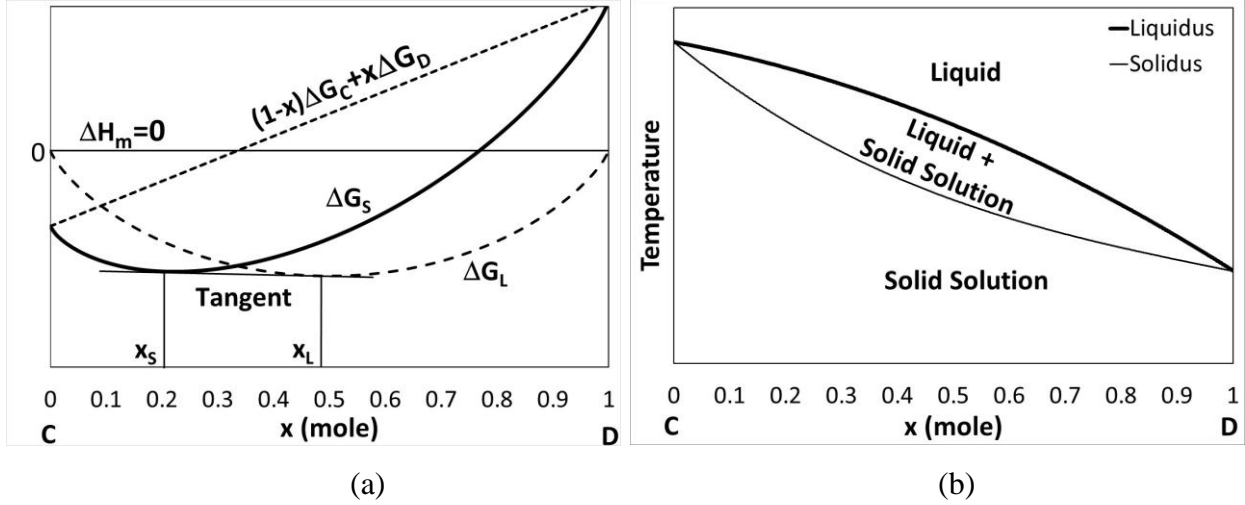 (1-x)ΔG_C+xΔG_D
ΔH_m=0
0
ΔG_S
ΔG_L
Tangent
x_S
x_L
0 0.1 0.2 0.3 0.4 0.5 0.6 0.7 0.8 0.9 1
C x (mole) D
(a)
Liquidus
Solidus
Liquid
Liquid +
Solid Solution
Solid Solution
Temperature
0 0.1 0.2 0.3 0.4 0.5 0.6 0.7 0.8 0.9 1
C x (mole) D
(b)